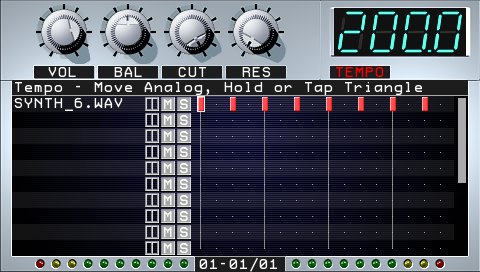 200.0
VOL BAL CUT RES TEMPO
Tempo - Move Analog, Hold or Tap Triangle
SYNTH_6.WAV M S
M S
M S
M S
M S
M S
M S
M S
M S
M S
01-01/01